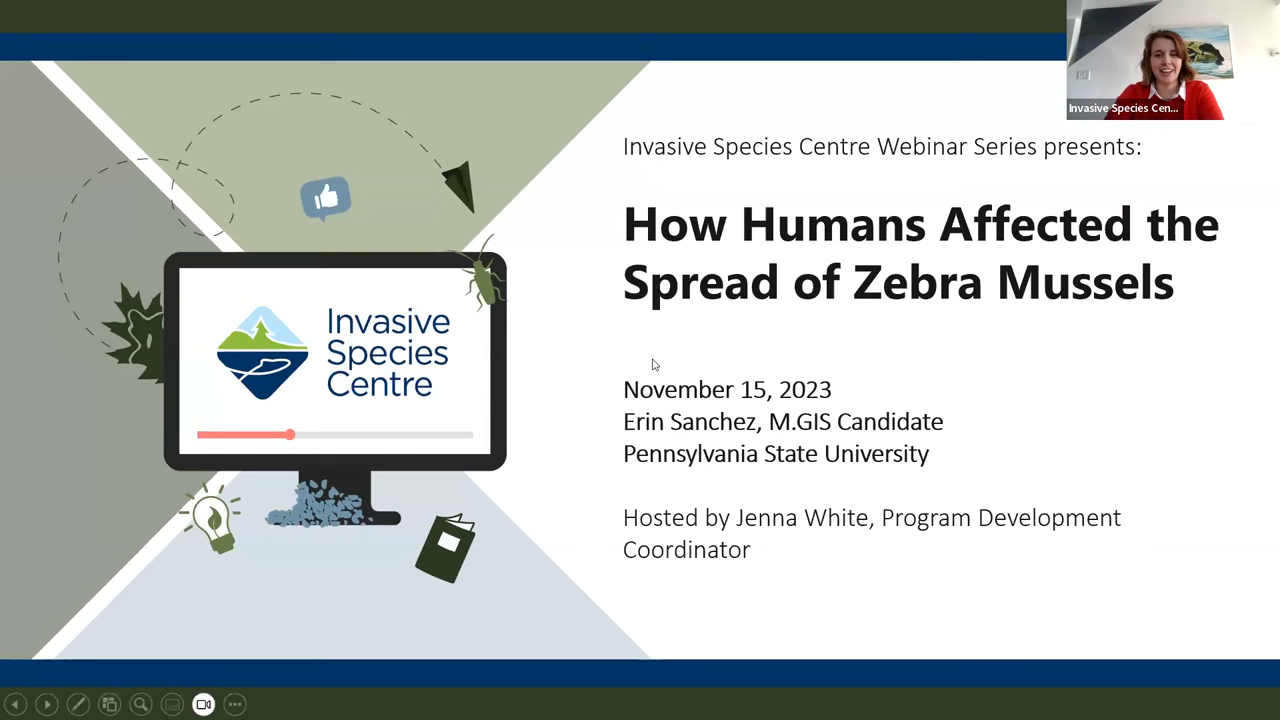 Invasive Species Cen...
Invasive Species Centre Webinar Series presents:
How Humans Affected the
Spread of Zebra Mussels
Invasive
Species
Centre
November 15, 2023
Erin Sanchez, M.GIS Candidate
Pennsylvania State University
Hosted by Jenna White, Program Development
Coordinator